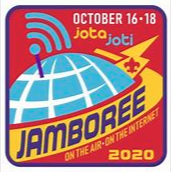 OCTOBER 16•18
jota
joti
JAMBOREE
ON THE AIR-ON THE INTERNET
2020